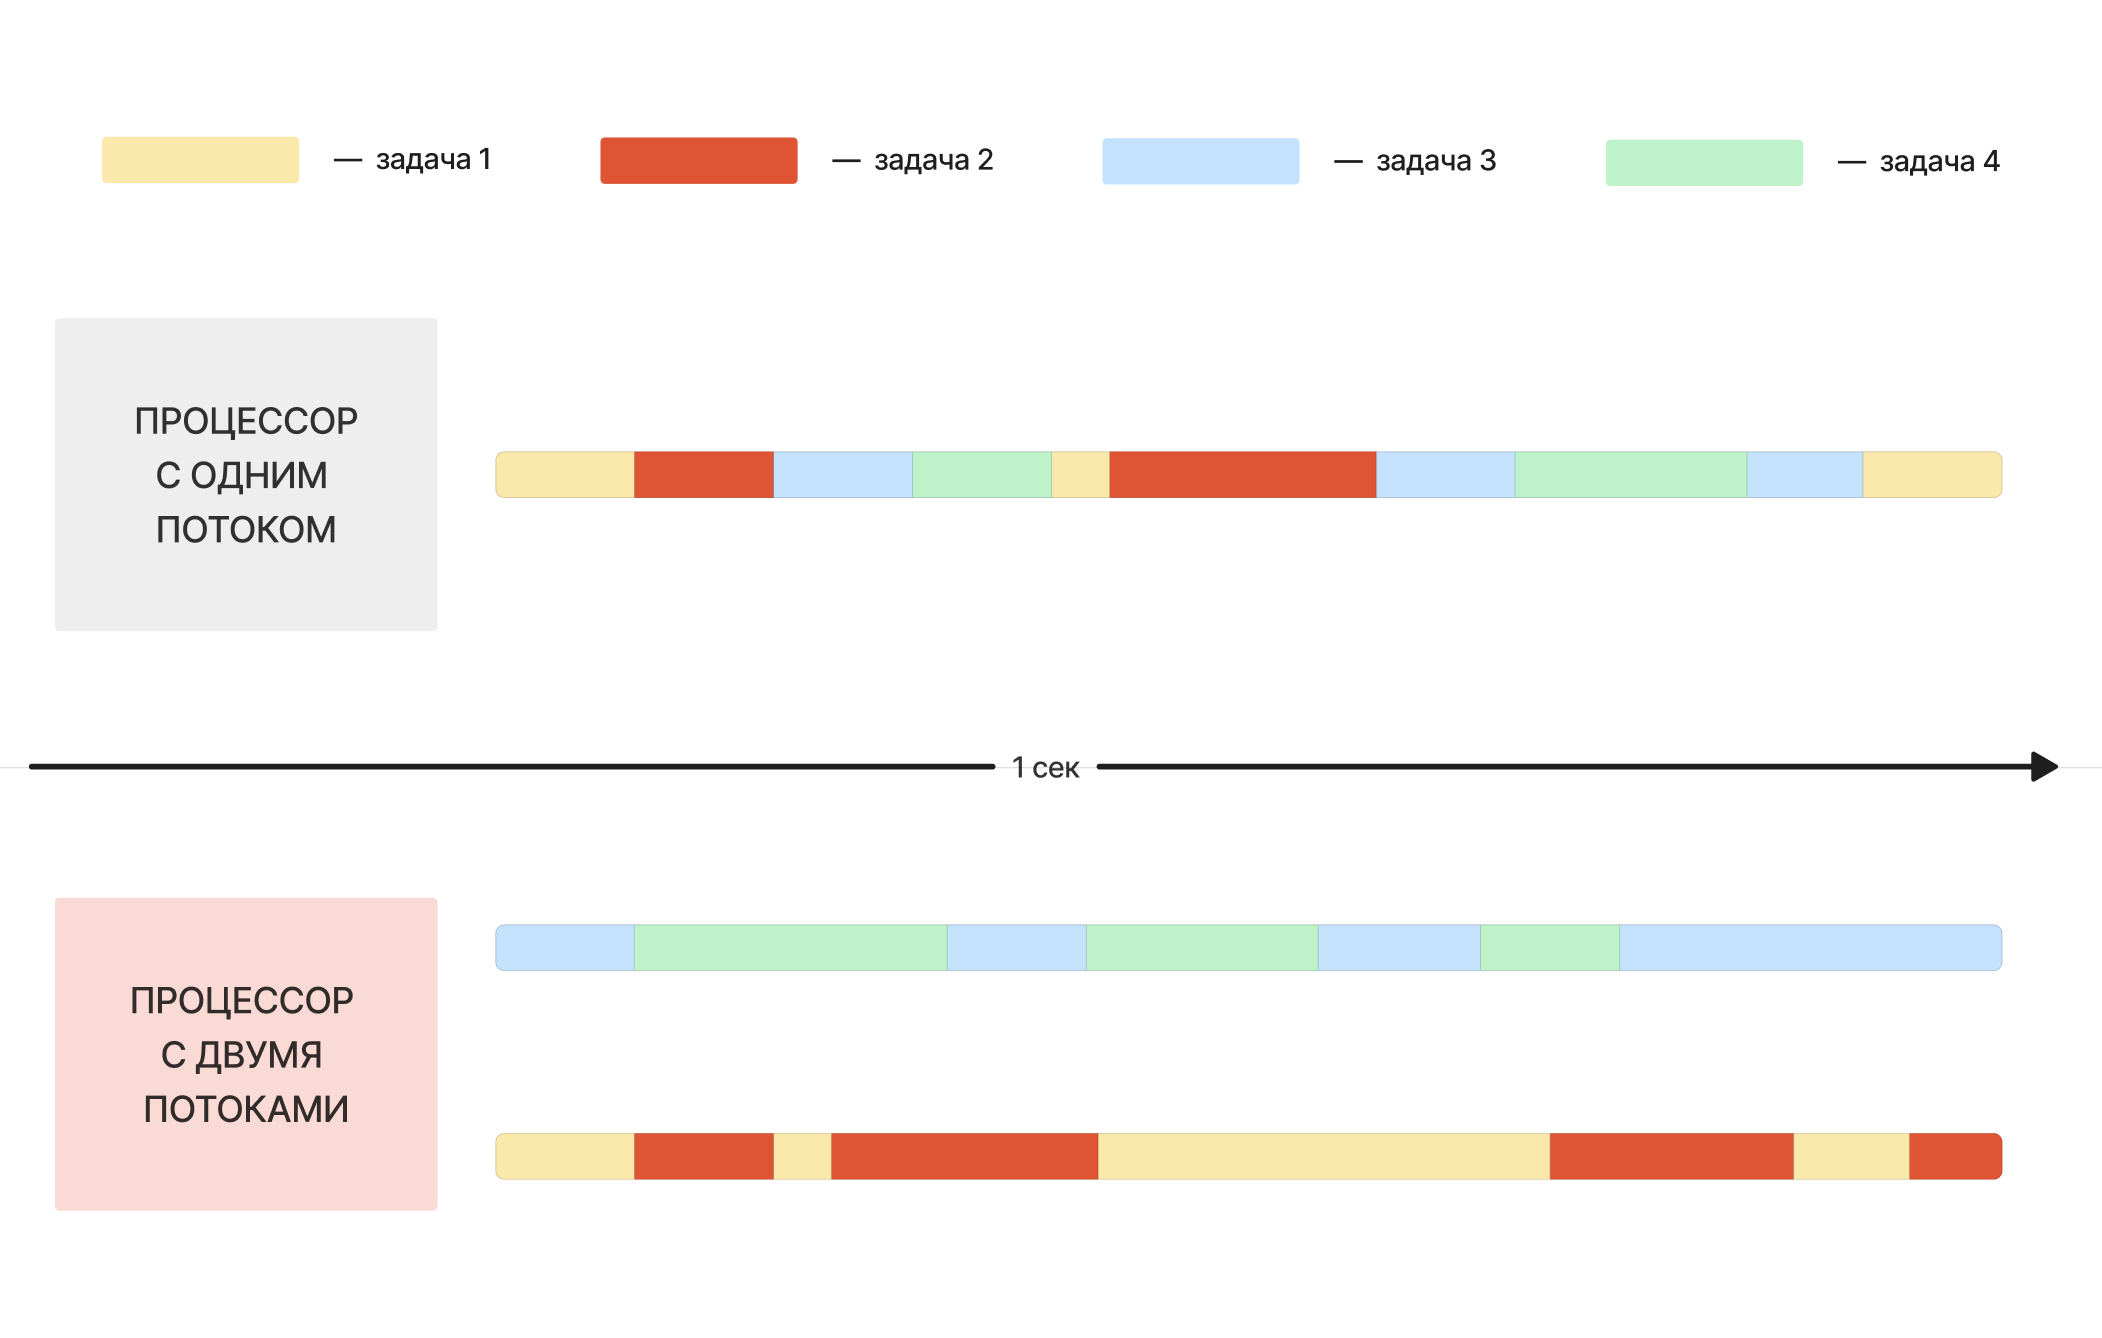 — задача 1
— задача 2
— задача 3
— задача 4
ПРОЦЕССОР
С ОДНИМ
ПОТОКОМ
1 сек
ПРОЦЕССОР
С ДВУМЯ
ПОТОКАМИ